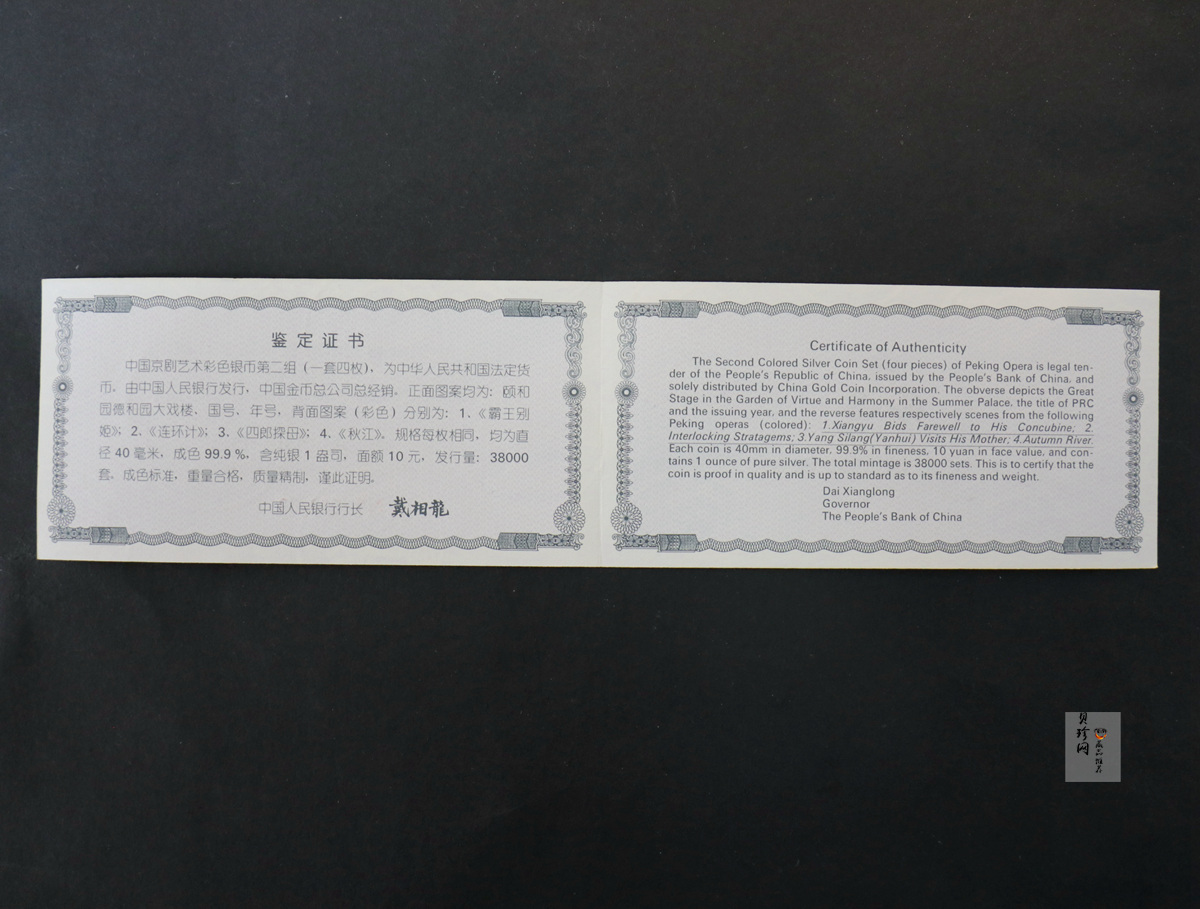 鉴定证书
中国京剧艺术彩色银币第二组(一套四枚),为中华人民共和国法定货
币。由中国人民银行发行,中国金币总公司总经销。正面图案均为:颐和
园德和园大戏楼、国号、年号,背面图案(彩色)分别为:1、《霸王别
姬》;2、《连环计》;3、《四郎探母》;4、《秋江》。规格每枚相同,均为直
径40毫米,成色99.9%,含纯银1盎司,面额10元,发行量:38000
套。成色标准,重量合格,质量精制,谨此证明。
中国人民银行行长 戴相龍
Certificate of Authenticity
The Second Colored Silver Coin Set (four pieces) of Peking Opera is legal ten-
der of the People's Republic of China, issued by the People's Bank of China, and
solely distributed by China Gold Coin Incorporation. The obverse depicts the Great
Stage in the Garden of Virtue and Harmony in the Summer Palace, the title of PRC
and the issuing year, and the reverse features respectively scenes from the following
Peking operas (colored): 1.Xiangyu Bids Farewell to His Concubine; 2.
Interlocking Stratagems; 3.Yang Silang(Yanhui) Visits His Mother; 4.Autumn River.
Each coin is 40mm in diameter, 99.9% in fineness, 10 yuan in face value, and con-
tains 1 ounce of pure silver. The total mintage is 38000 sets. This is to certify that the
coin is proof in quality and is up to standard as to its fineness and weight.
Dai Xianglong
Governor
The People's Bank of China
贝珍网
藏品推荐